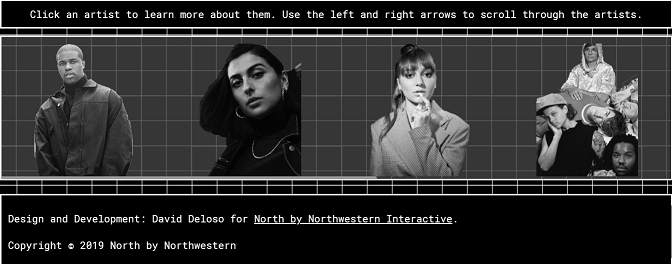 Click an artist to learn more about them. Use the left and right arrows to scroll through the artists.
Design and Development: David Deloso for North by Northwestern Interactive.
Copyright © 2019 North by Northwestern